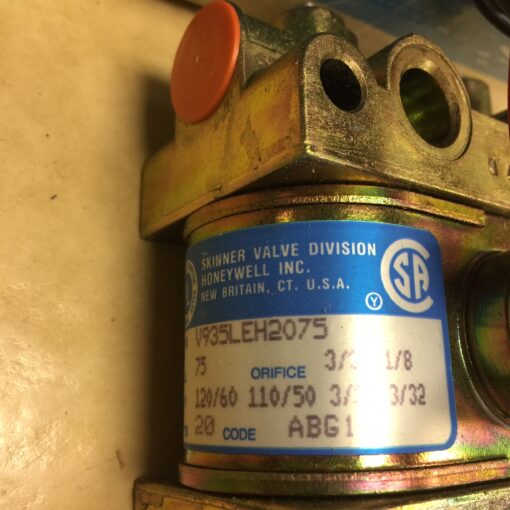 SKINNER VALVE DIVISION
HONEYWELL INC.
NEW BRITAIN, CT. U.S.A.
CSA
Y
V935LEH2075
75 ORIFICE 1/8
120/60 110/50 3/32
20 CODE ABG1